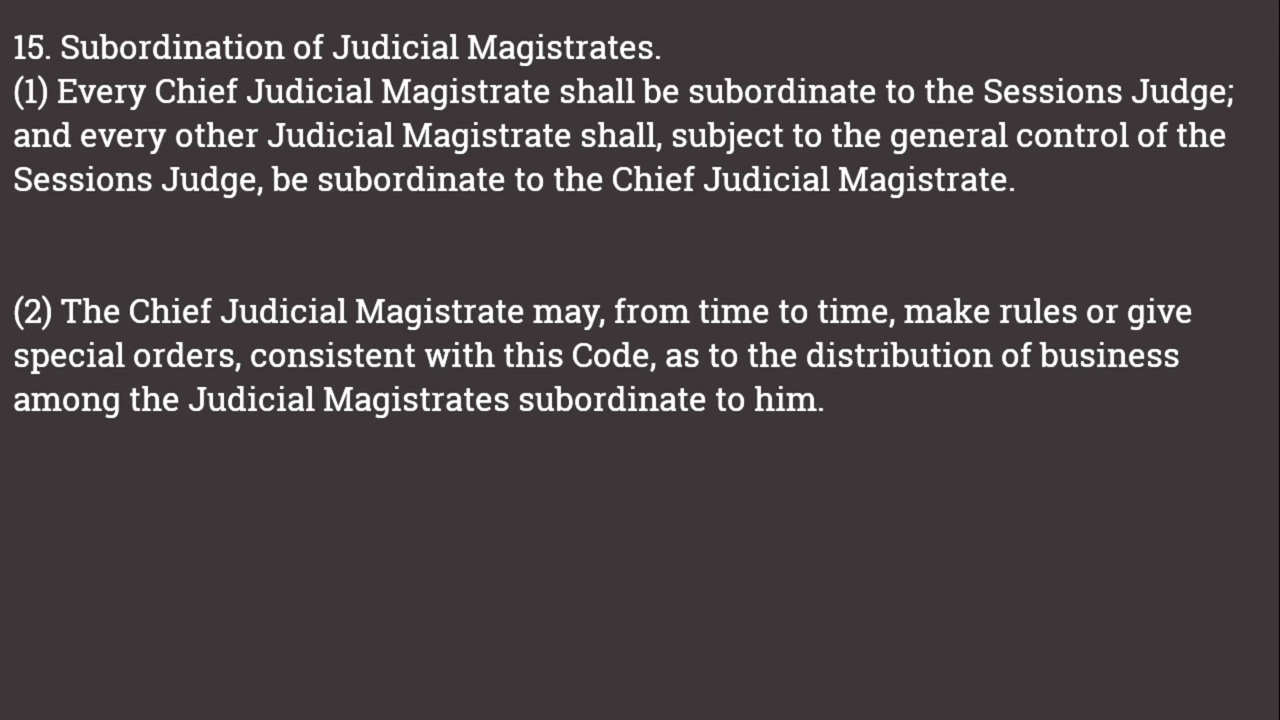 15. Subordination of Judicial Magistrates.
(1) Every Chief Judicial Magistrate shall be subordinate to the Sessions Judge;
and every other Judicial Magistrate shall, subject to the general control of the
Sessions Judge, be subordinate to the Chief Judicial Magistrate.
(2) The Chief Judicial Magistrate may, from time to time, make rules or give
special orders, consistent with this Code, as to the distribution of business
among the Judicial Magistrates subordinate to him.